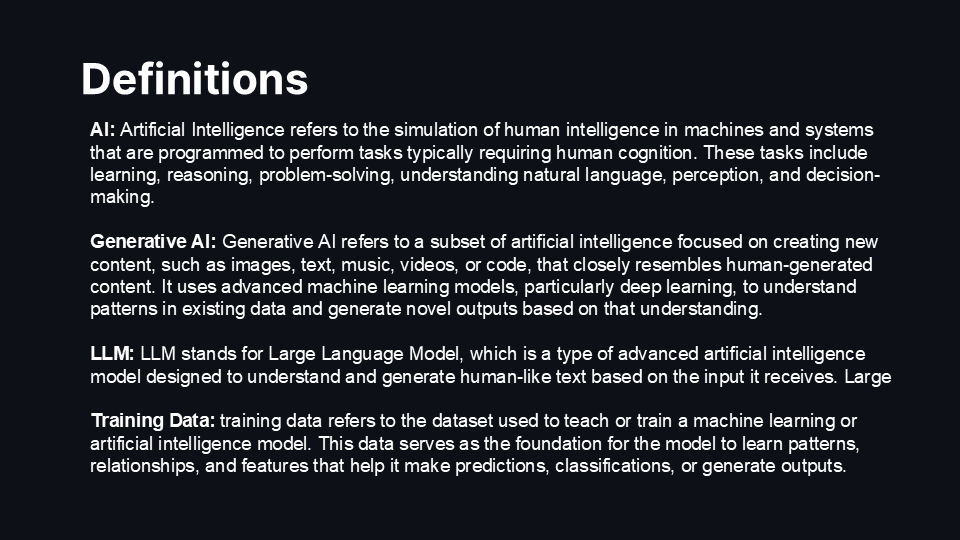 Definitions
AI: Artificial Intelligence refers to the simulation of human intelligence in machines and systems
that are programmed to perform tasks typically requiring human cognition. These tasks include
learning, reasoning, problem-solving, understanding natural language, perception, and decision-
making.
Generative AI: Generative AI refers to a subset of artificial intelligence focused on creating new
content, such as images, text, music, videos, or code, that closely resembles human-generated
content. It uses advanced machine learning models, particularly deep learning, to understand
patterns in existing data and generate novel outputs based on that understanding.
LLM: LLM stands for Large Language Model, which is a type of advanced artificial intelligence
model designed to understand and generate human-like text based on the input it receives. Large
Training Data: training data refers to the dataset used to teach or train a machine learning or
artificial intelligence model. This data serves as the foundation for the model to learn patterns,
relationships, and features that help it make predictions, classifications, or generate outputs.